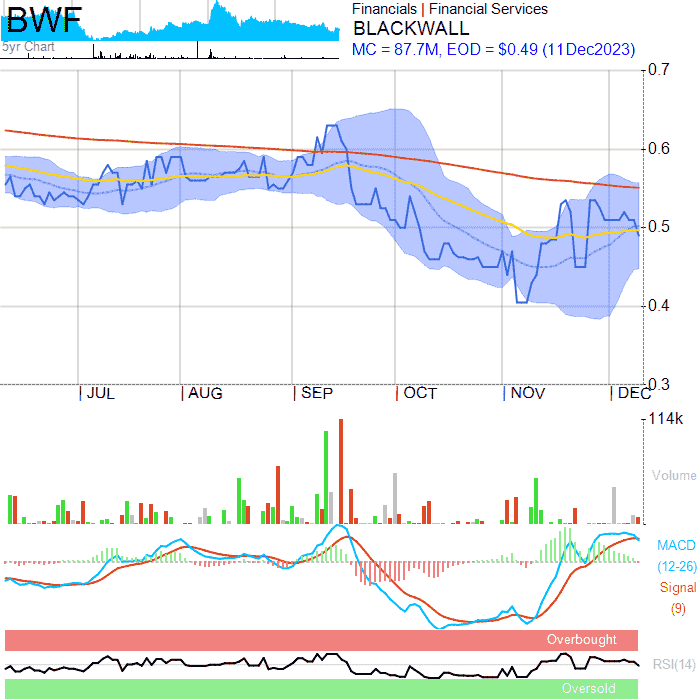 BWF
5yr Chart
Financials | Financial Services
BLACKWALL
MC = 87.7M, EOD = $0.49 (11Dec2023)
0.7
0.6
0.5
0.4
0.3
| JUL | AUG | SEP | OCT | NOV | DEC
114k
Volume
MACD
(12-26)
Signal
(9)
Overbought
RSI(14)
Oversold